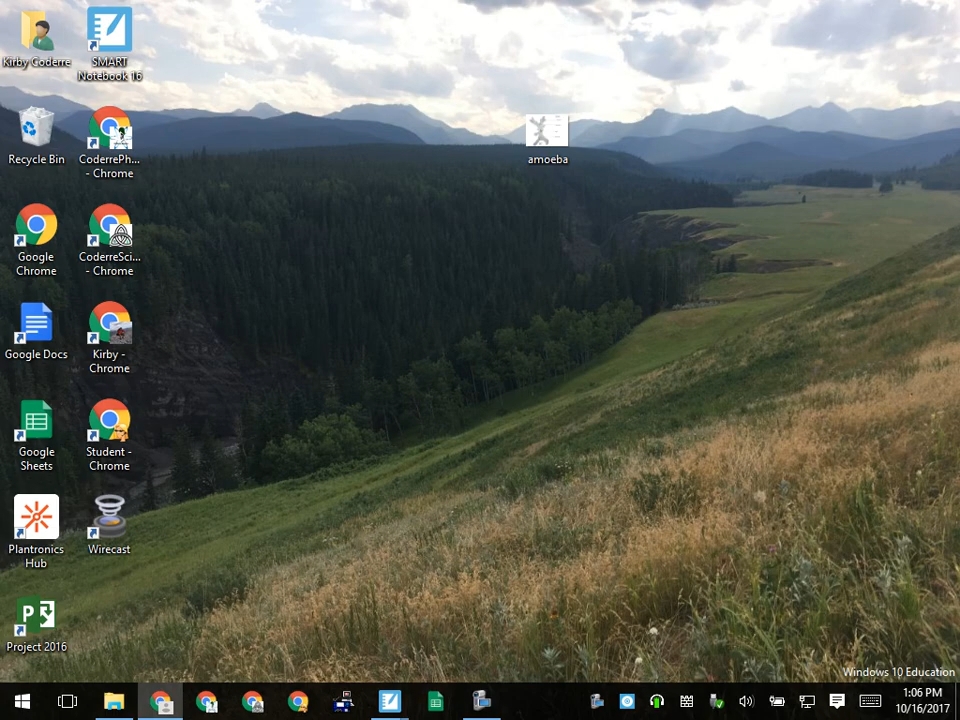 Kirby Coderre
SMART
Notebook 16
Recycle Bin
CoderrePh...
- Chrome
amoeba
Google
Chrome
CoderreSci...
- Chrome
Google Docs
Kirby -
Chrome
Google
Sheets
Student -
Chrome
Plantronics
Hub
Wirecast
P
Project 2016
Windows 10 Education
1:06 PM
10/16/2017